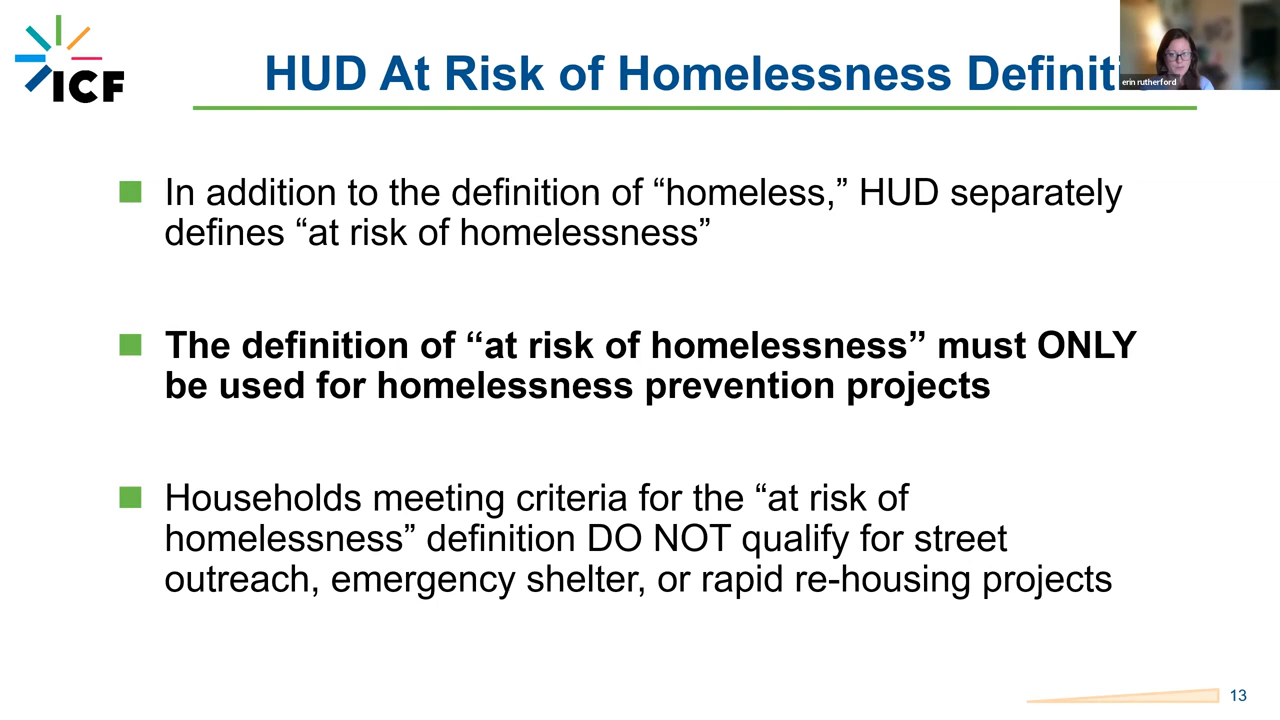 ICF
HUD At Risk of Homelessness Definiti
erin rutherford
In addition to the definition of “homeless,” HUD separately
defines “at risk of homelessness”
The definition of “at risk of homelessness” must ONLY
be used for homelessness prevention projects
Households meeting criteria for the “at risk of
homelessness” definition DO NOT qualify for street
outreach, emergency shelter, or rapid re-housing projects
13